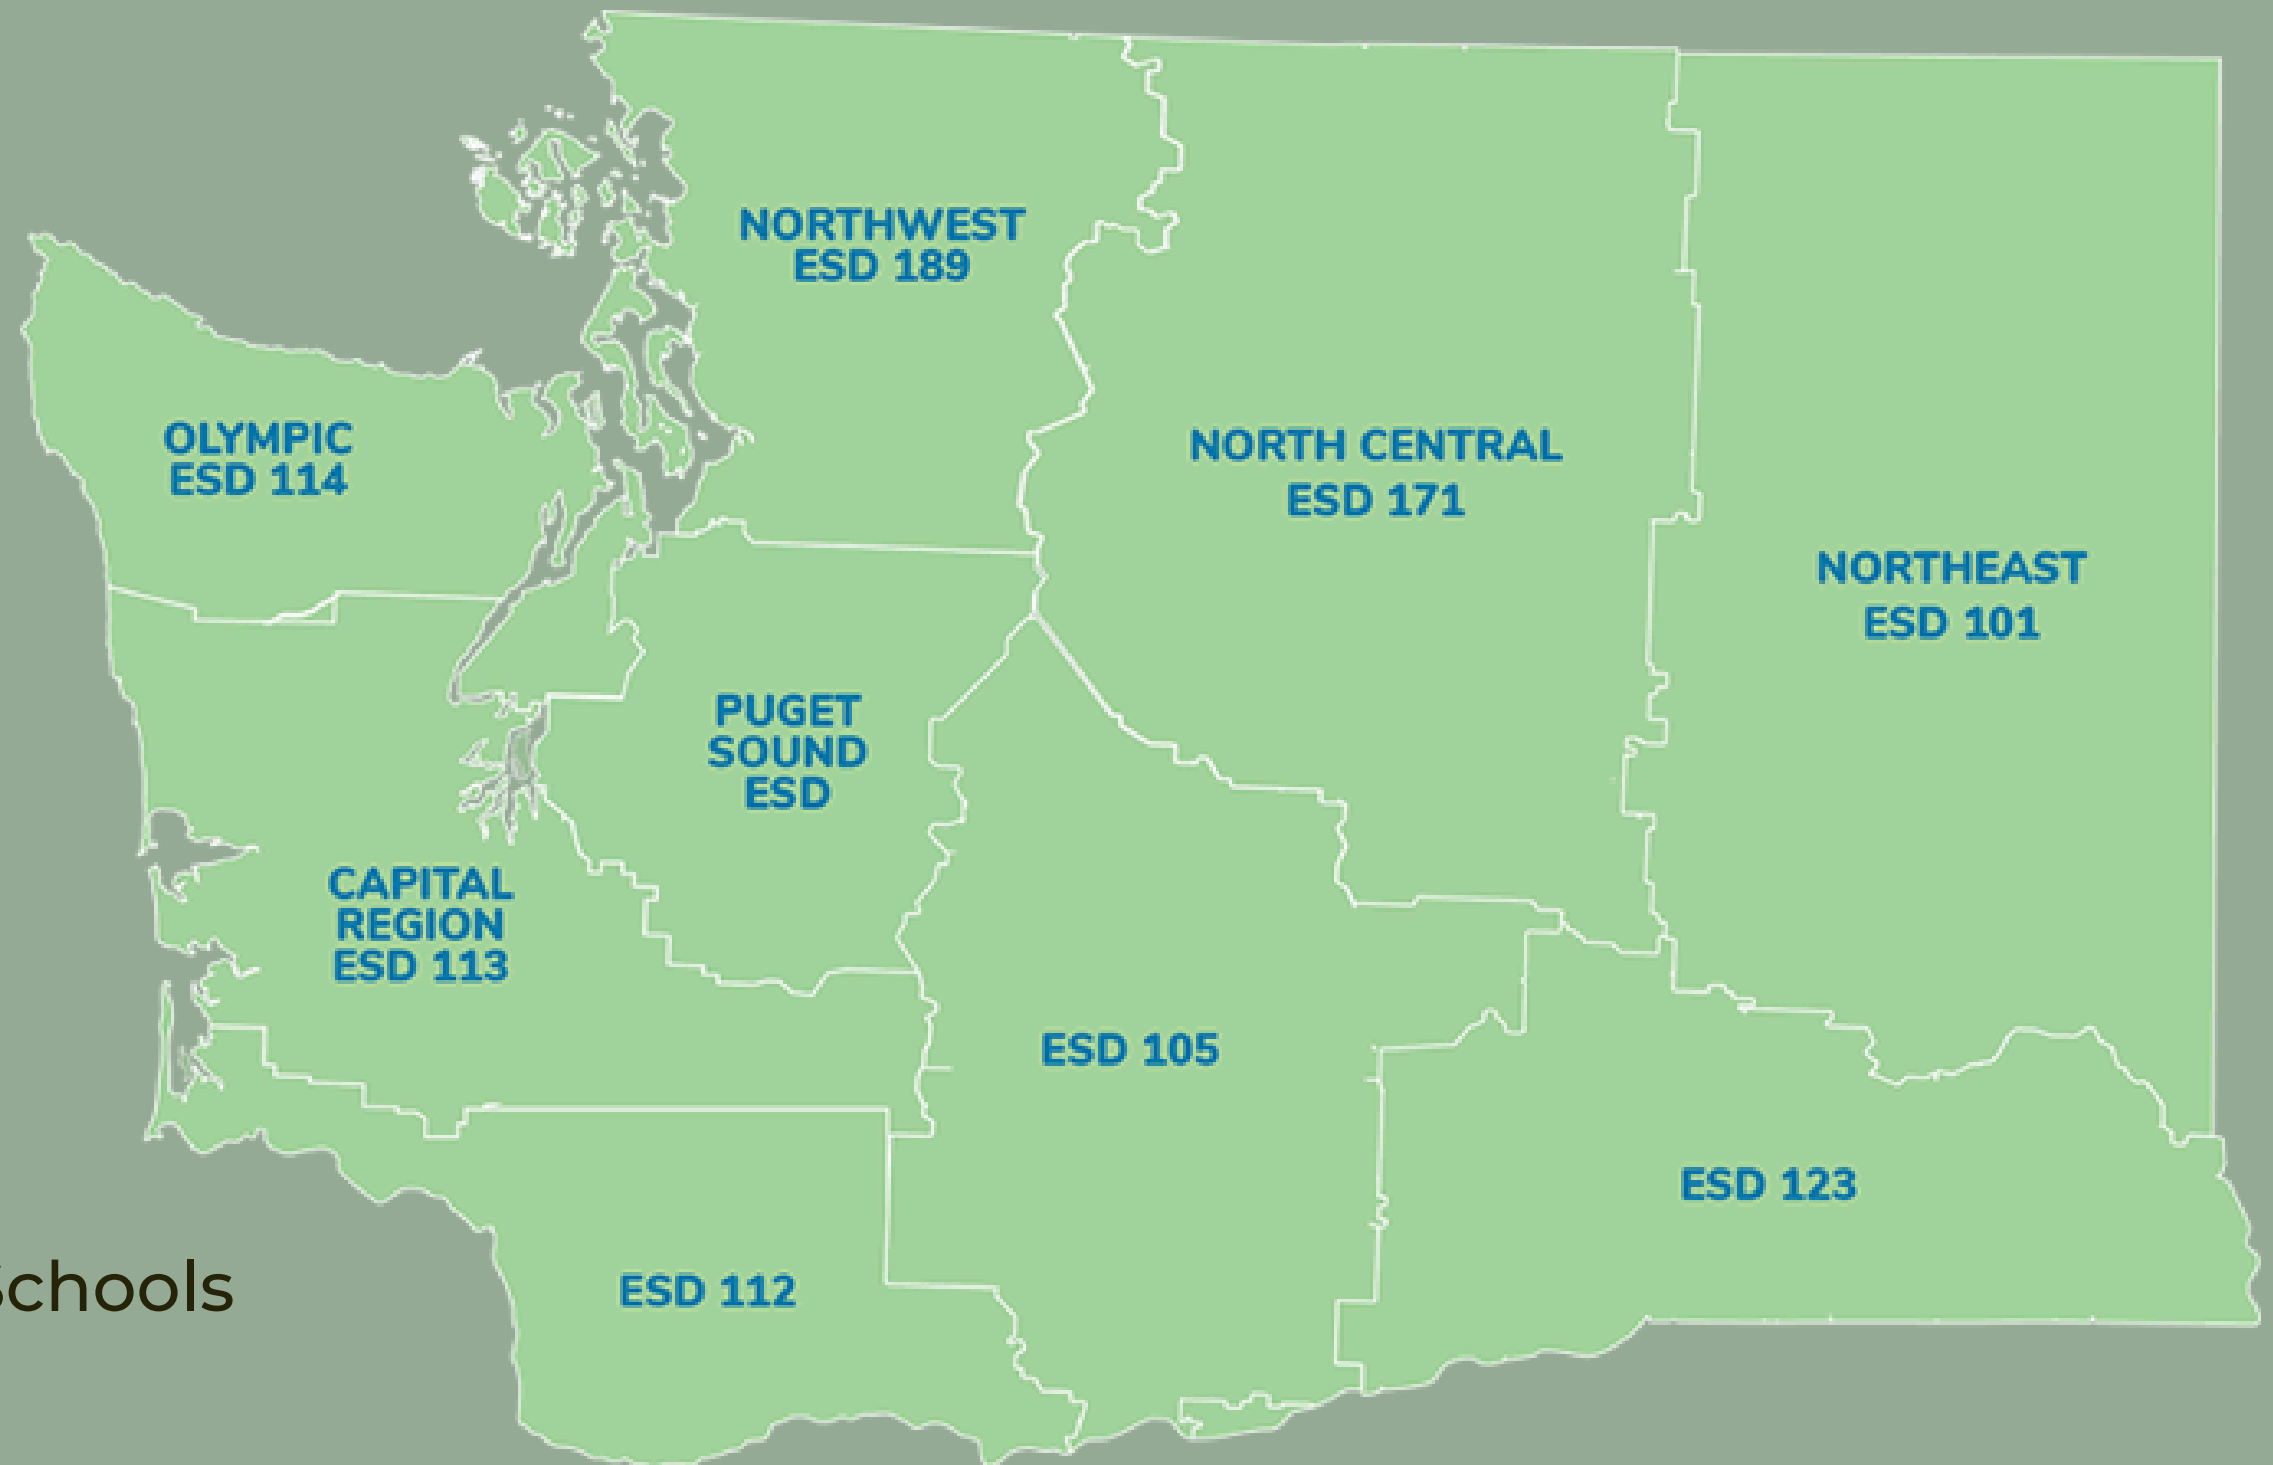 NORTHWEST
ESD 189
OLYMPIC
ESD 114
NORTH CENTRAL
ESD 171
NORTHEAST
ESD 101
PUGET
SOUND
ESD
CAPITAL
REGION
ESD 113
ESD 105
ESD 123
ESD 112
Schools